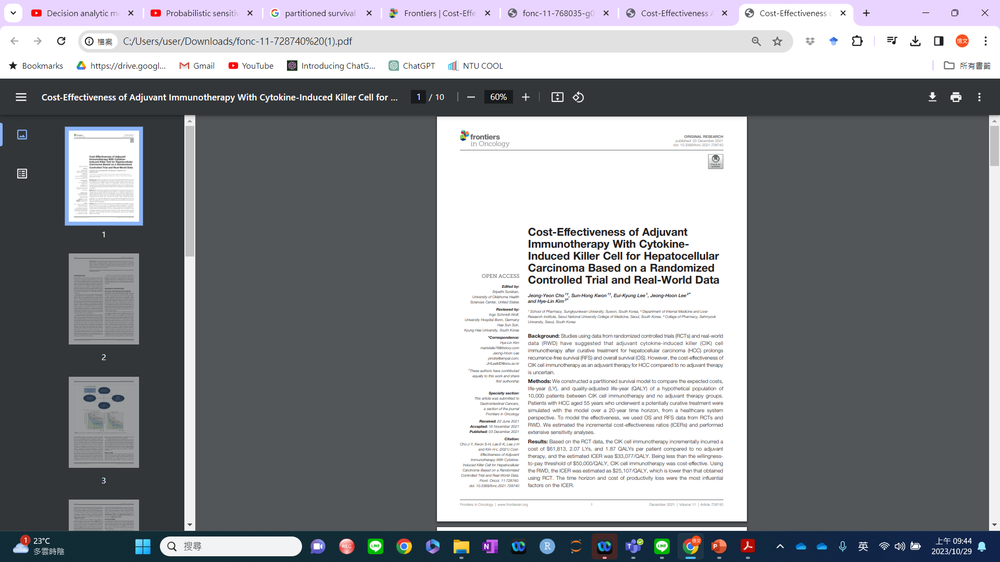 Decision analytic m
Probabilistic sensitiv
partitioned survival
Frontiers | Cost-Effe
fonc-11-768035-g0
Cost-Effectiveness A
Cost-Effectiveness o
檔案
C:/Users/user/Downloads/fonc-11-728740%20(1).pdf
憶文
Bookmarks
https://drive.googl...
Gmail
YouTube
Introducing ChatG...
ChatGPT
NTU COOL
所有書籤
Cost-Effectiveness of Adjuvant Immunotherapy With Cytokine-Induced Killer Cell for ...
1 / 10
60%
1
2
3
frontiers
in Oncology
ORIGINAL RESEARCH
published: 03 December 2021
doi: 10.3389/fonc.2021.728740
Check for
updates
Cost-Effectiveness of Adjuvant
Immunotherapy With Cytokine-
Induced Killer Cell for Hepatocellular
Carcinoma Based on a Randomized
Controlled Trial and Real-World Data
Jeong-Yeon Cho 1†, Sun-Hong Kwon 1†, Eui-Kyung Lee 1, Jeong-Hoon Lee 2*
and Hye-Lin Kim 3*
1 School of Pharmacy, Sungkyunkwan University, Suwon, South Korea, 2 Department of Internal Medicine and Liver
Research Institute, Seoul National University College of Medicine, Seoul, South Korea, 3 College of Pharmacy, Sahmyook
University, Seoul, South Korea
OPEN ACCESS
Edited by:
Sripathi Sureban,
University of Oklahoma Health
Sciences Center, United States
Reviewed by:
Ingo Schmidt-Wolf,
University Hospital Bonn, Germany
Hae Sun Suh,
Kyung Hee University, South Korea
*Correspondence:
Hye-Lin Kim
maristella76@tistory.com
Jeong-Hoon Lee
pindra@empal.com;
JHLeeMD@snu.ac.kr
†These authors have contributed
equally to this work and share
first authorship
Specialty section:
This article was submitted to
Gastrointestinal Cancers,
a section of the journal
Frontiers in Oncology
Received: 22 June 2021
Accepted: 16 November 2021
Published: 03 December 2021
Citation:
Cho J-Y, Kwon S-H, Lee E-K, Lee J-H
and Kim H-L (2021) Cost-
Effectiveness of Adjuvant
Immunotherapy With Cytokine-
Induced Killer Cell for Hepatocellular
Carcinoma Based on a Randomized
Controlled Trial and Real-World Data.
Front. Oncol. 11:728740.
doi: 10.3389/fonc.2021.728740
Background: Studies using data from randomized controlled trials (RCTs) and real-world
data (RWD) have suggested that adjuvant cytokine-induced killer (CIK) cell
immunotherapy after curative treatment for hepatocellular carcinoma (HCC) prolongs
recurrence-free survival (RFS) and overall survival (OS). However, the cost-effectiveness of
CIK cell immunotherapy as an adjuvant therapy for HCC compared to no adjuvant therapy
is uncertain.
Methods: We constructed a partitioned survival model to compare the expected costs,
life-year (LY), and quality-adjusted life-year (QALY) of a hypothetical population of
10,000 patients between CIK cell immunotherapy and no adjuvant therapy groups.
Patients with HCC aged 55 years who underwent a potentially curative treatment were
simulated with the model over a 20-year time horizon, from a healthcare system
perspective. To model the effectiveness, we used OS and RFS data from RCTs and
RWD. We estimated the incremental cost-effectiveness ratios (ICERs) and performed
extensive sensitivity analyses.
Results: Based on the RCT data, the CIK cell immunotherapy incrementally incurred a
cost of $61,813, 2.07 LYs, and 1.87 QALYs per patient compared to no adjuvant
therapy, and the estimated ICER was $33,077/QALY. Being less than the willingness-
to-pay threshold of $50,000/QALY, CIK cell immunotherapy was cost-effective. Using
the RWD, the ICER was estimated as $25,107/QALY, which is lower than that obtained
using RCT. The time horizon and cost of productivity loss were the most influential
factors on the ICER.
Frontiers in Oncology | www.frontiersin.org
1
December 2021 | Volume 11 | Article 728740
1
23°C
多雲時陰
搜尋
REC
LINE
英
上午 09:44
2023/10/29